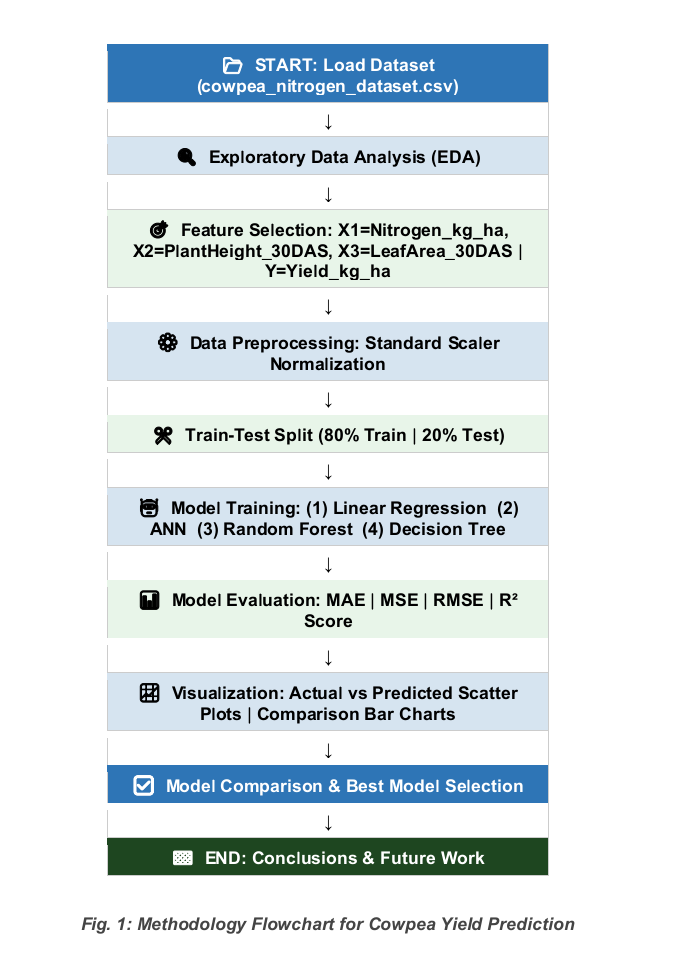 START: Load Dataset
(cowpea_nitrogen_dataset.csv)
↓
Exploratory Data Analysis (EDA)
↓
Feature Selection: X1=Nitrogen_kg_ha,
X2=PlantHeight_30DAS, X3=LeafArea_30DAS |
Y=Yield_kg_ha
↓
Data Preprocessing: Standard Scaler
Normalization
↓
Train-Test Split (80% Train | 20% Test)
↓
Model Training: (1) Linear Regression (2)
ANN (3) Random Forest (4) Decision Tree
↓
Model Evaluation: MAE | MSE | RMSE | R²
Score
↓
Visualization: Actual vs Predicted Scatter
Plots | Comparison Bar Charts
↓
Model Comparison & Best Model Selection
↓
END: Conclusions & Future Work
Fig. 1: Methodology Flowchart for Cowpea Yield Prediction